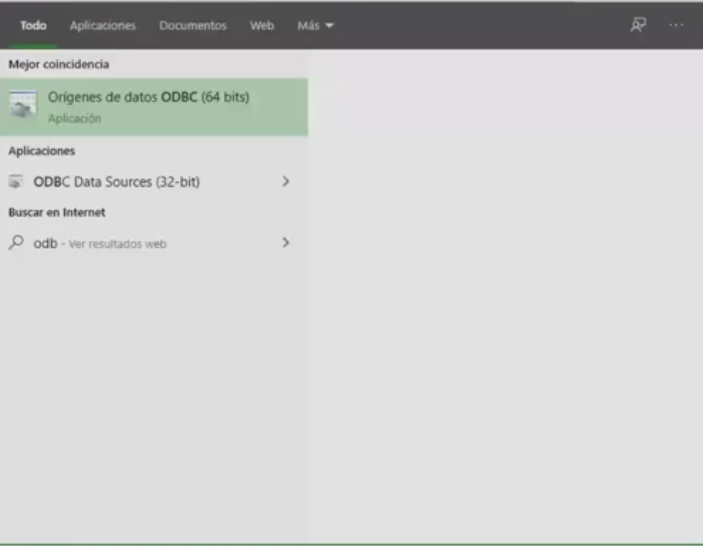 Todo Aplicaciones Documentos Web Más
Mejor coincidencia
Orígenes de datos ODBC (64 bits)
Aplicación
Aplicaciones
ODBC Data Sources (32-bit)
Buscar en Internet
odb - Ver resultados web